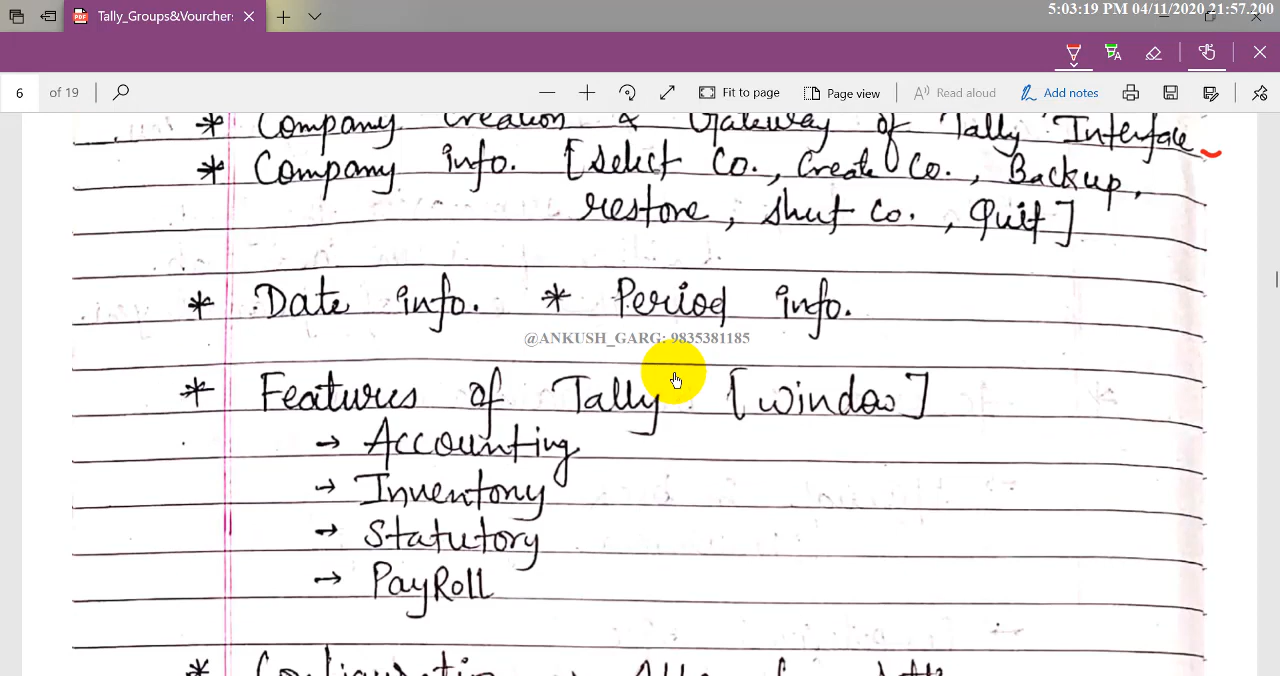 5:03:19 PM 04/11/2020 21:57.200
Tally_Groups&Vourcher
6 of 19 Fit to page Page view Read aloud Add notes
* Company Creation & Gateway of Tally Interface
* Company info. [Select Co., Create Co., Backup,
restore, shut Co., Quit]
* Date info. * Period info.
@ANKUSH_GARG: 9835381185
* Features of Tally [window]
→ Accounting
→ Inventory
→ Statutory
→ PayRoll
* Configuration